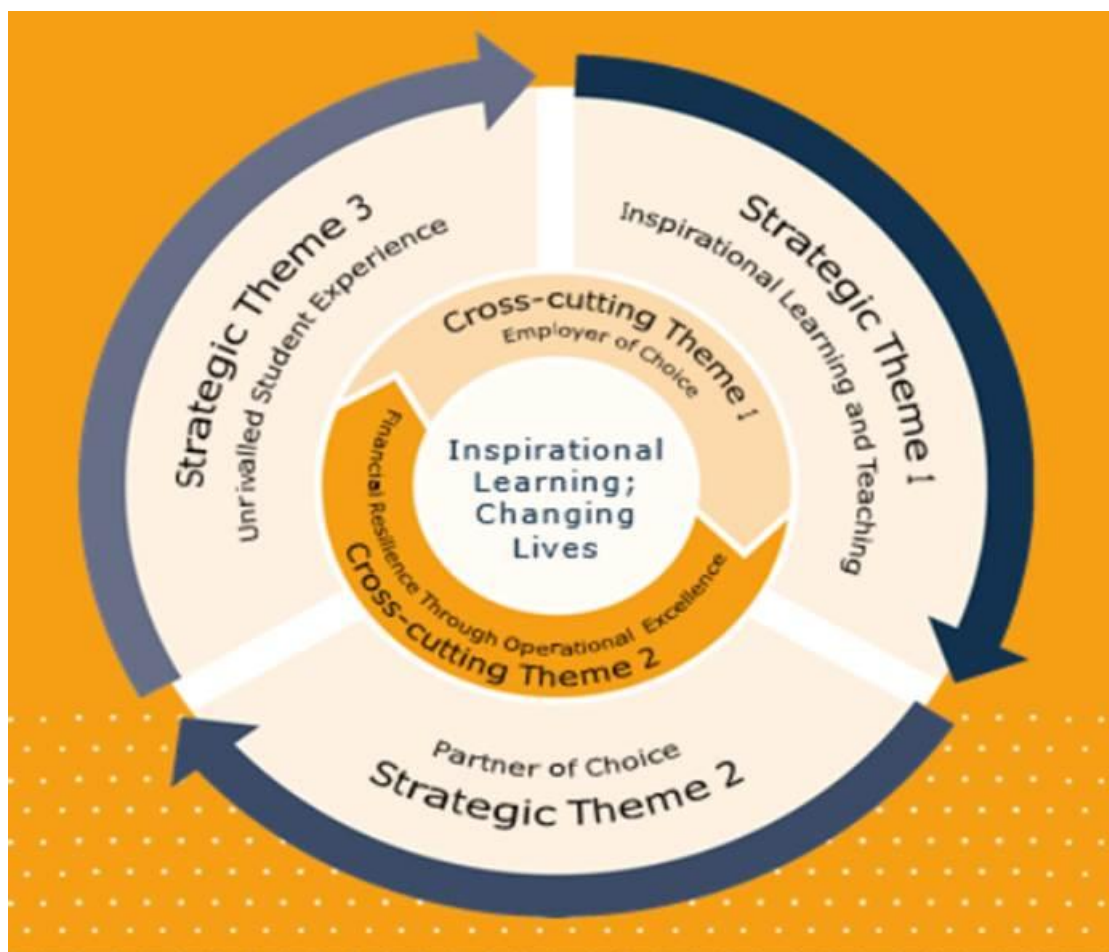 Strategic Theme 1
Inspirational Learning and Teaching
Strategic Theme 3
Unrivalled Student Experience
Cross-cutting Theme 1
Employer of Choice
Inspirational
Learning;
Changing
Lives
Financial Resilience Through Operational Excellence
Cross-cutting Theme 2
Partner of Choice
Strategic Theme 2